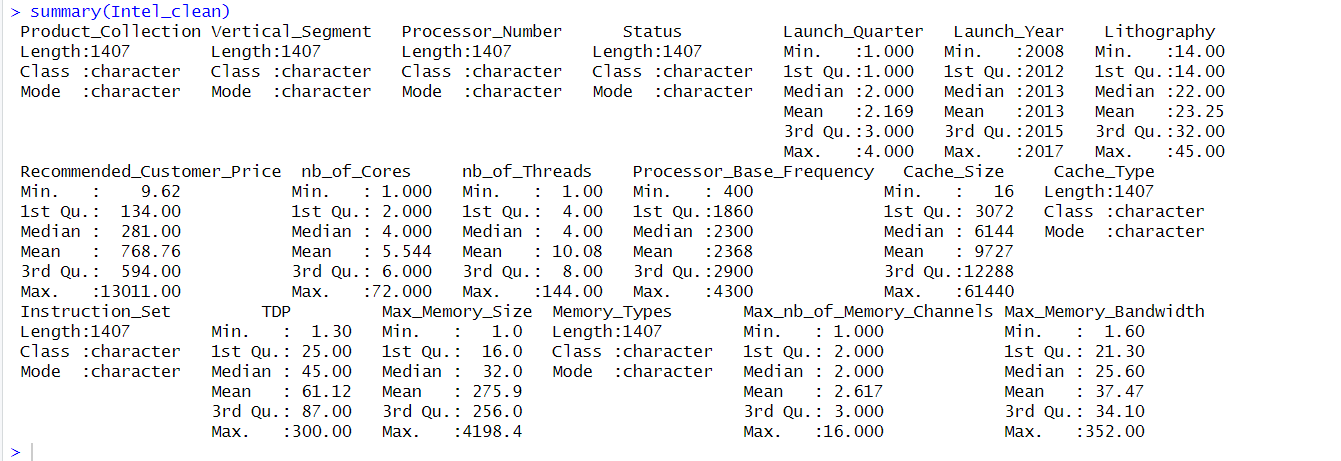 > summary(Intel_clean)
Product_Collection Vertical_Segment   Processor_Number      Status          Launch_Quarter   Launch_Year    Lithography
Length:1407        Length:1407        Length:1407        Length:1407        Min.   :1.000   Min.   :2008   Min.   :14.00
Class :character   Class :character   Class :character   Class :character   1st Qu.:1.000   1st Qu.:2012   1st Qu.:14.00
Mode  :character   Mode  :character   Mode  :character   Mode  :character   Median :2.000   Median :2013   Median :22.00
Mean   :2.169   Mean   :2013   Mean   :23.25
3rd Qu.:3.000   3rd Qu.:2015   3rd Qu.:32.00
Max.   :4.000   Max.   :2017   Max.   :45.00
Recommended_Customer_Price  nb_of_Cores     nb_of_Threads    Processor_Base_Frequency   Cache_Size     Cache_Type
Min.   :    9.62           Min.   : 1.000   Min.   :  1.00   Min.   : 400             Min.   :   16   Length:1407
1st Qu.:  134.00           1st Qu.: 2.000   1st Qu.:  4.00   1st Qu.:1860             1st Qu.: 3072   Class :character
Median :  281.00           Median : 4.000   Median :  4.00   Median :2300             Median : 6144   Mode  :character
Mean   :  768.76           Mean   : 5.544   Mean   : 10.08   Mean   :2368             Mean   : 9727
3rd Qu.:  594.00           3rd Qu.: 6.000   3rd Qu.:  8.00   3rd Qu.:2900             3rd Qu.:12288
Max.   :13011.00           Max.   :72.000   Max.   :144.00   Max.   :4300             Max.   :61440
Instruction_Set         TDP         Max_Memory_Size  Memory_Types       Max_nb_of_Memory_Channels Max_Memory_Bandwidth
Length:1407        Min.   :  1.30   Min.   :   1.0   Length:1407        Min.   : 1.000            Min.   :  1.60
Class :character   1st Qu.: 25.00   1st Qu.:  16.0   Class :character   1st Qu.: 2.000            1st Qu.: 21.30
Mode  :character   Median : 45.00   Median :  32.0   Mode  :character   Median : 2.000            Median : 25.60
Mean   : 61.12   Mean   : 275.9                      Mean   : 2.617            Mean   : 37.47
3rd Qu.: 87.00   3rd Qu.: 256.0                      3rd Qu.: 3.000            3rd Qu.: 34.10
Max.   :300.00   Max.   :4198.4                      Max.   :16.000            Max.   :352.00
>